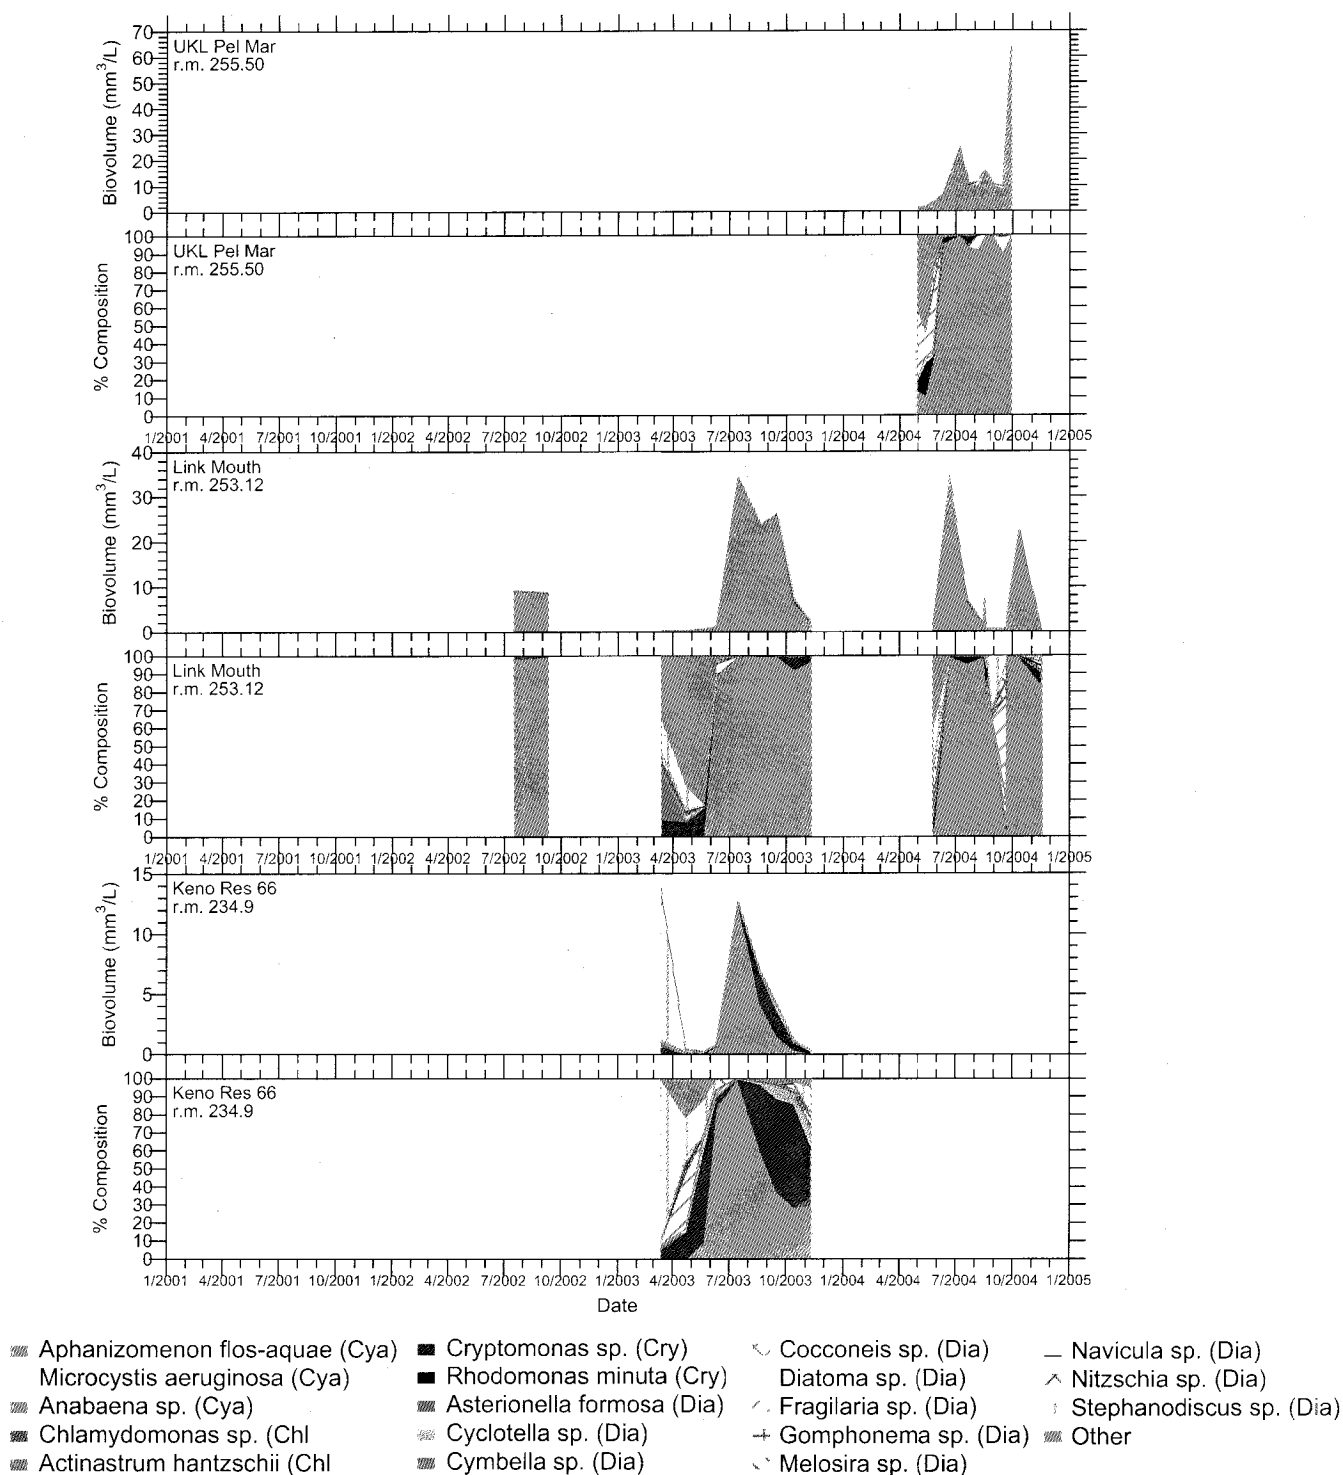 70
60
50
40
30
20
10
0
Biovolume (mm³/L)
UKL Pel Mar
r.m. 255.50
100
90
80
70
60
50
40
30
20
10
0
% Composition
UKL Pel Mar
r.m. 255.50
1/2001 4/2001 7/2001 10/2001 1/2002 4/2002 7/2002 10/2002 1/2003 4/2003 7/2003 10/2003 1/2004 4/2004 7/2004 10/2004 1/2005
40
30
20
10
0
Biovolume (mm³/L)
Link Mouth
r.m. 253.12
100
90
80
70
60
50
40
30
20
10
0
% Composition
Link Mouth
r.m. 253.12
1/2001 4/2001 7/2001 10/2001 1/2002 4/2002 7/2002 10/2002 1/2003 4/2003 7/2003 10/2003 1/2004 4/2004 7/2004 10/2004 1/2005
15
10
5
0
Biovolume (mm³/L)
Keno Res 66
r.m. 234.9
100
90
80
70
60
50
40
30
20
10
0
% Composition
Keno Res 66
r.m. 234.9
1/2001 4/2001 7/2001 10/2001 1/2002 4/2002 7/2002 10/2002 1/2003 4/2003 7/2003 10/2003 1/2004 4/2004 7/2004 10/2004 1/2005
Date
Aphanizomenon flos-aquae (Cya)
Microcystis aeruginosa (Cya)
Anabaena sp. (Cya)
Chlamydomonas sp. (Chl
Actinastrum hantzschii (Chl
Cryptomonas sp. (Cry)
Rhodomonas minuta (Cry)
Asterionella formosa (Dia)
Cyclotella sp. (Dia)
Cymbella sp. (Dia)
Cocconeis sp. (Dia)
Diatoma sp. (Dia)
Fragilaria sp. (Dia)
Gomphonema sp. (Dia)
Melosira sp. (Dia)
Navicula sp. (Dia)
Nitzschia sp. (Dia)
Stephanodiscus sp. (Dia)
Other